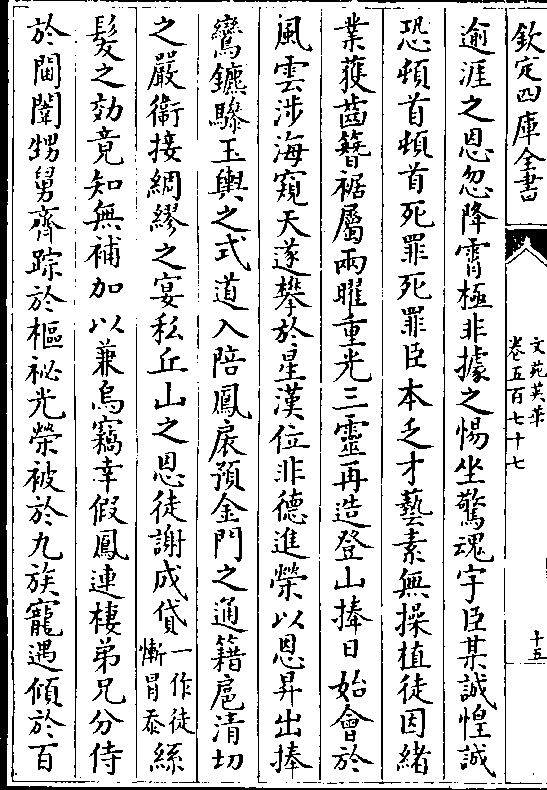 欽定四庫全書
文苑英華
卷五百七十七
十五
逾涯之恩忽降霄極非據之惕坐驚魂宇臣某誠惶誠
恐頓首頓首死罪死罪臣本乏才藝素無操植徒因緒
業獲齒簪裾屬兩曜重光三靈再造登山捧日始會於
風雲涉海窺天遂攀於星漢位非德進榮以恩昇出捧
鸞鑣驂玉輿之式道入陪鳳扆預金門之通籍扈清切
之嚴衛接綢繆之宴私丘山之恩徒謝成貸一作徒慚冒泰絲
髮之効竟知無補加以兼烏竊幸假鳳連棲弟兄分侍
於閨闥甥舅齊踪於樞祕光榮被於九族寵遇傾於百